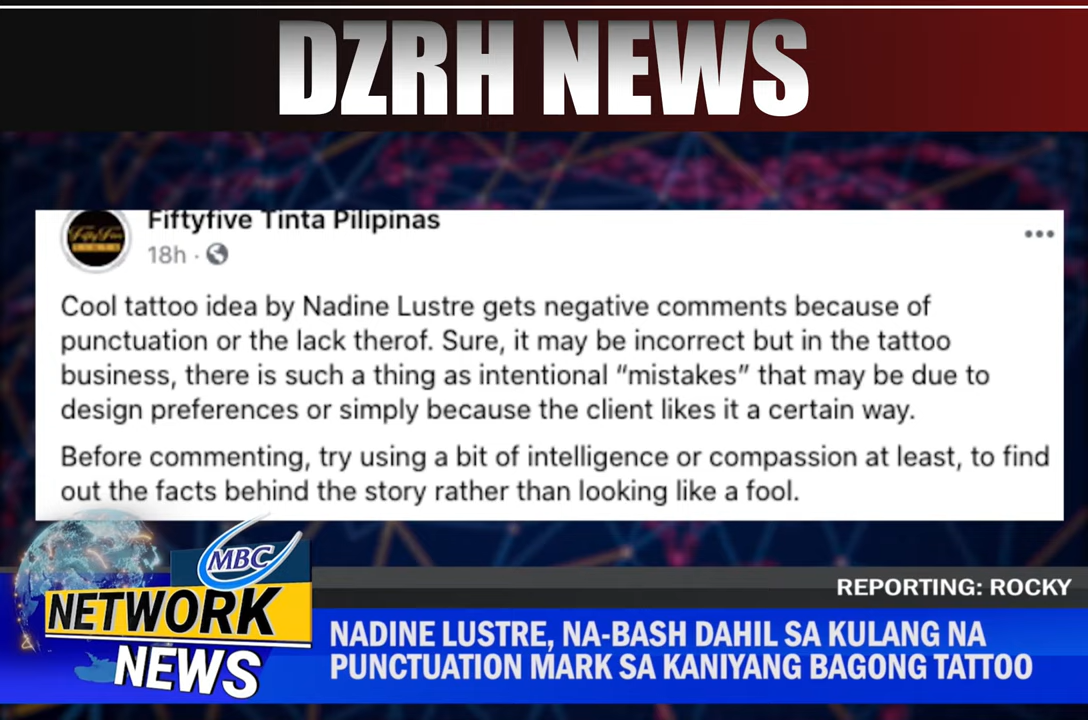 DZRH NEWS
Fiftyfive Tinta Pilipinas
18h ·
Cool tattoo idea by Nadine Lustre gets negative comments because of
punctuation or the lack therof. Sure, it may be incorrect but in the tattoo
business, there is such a thing as intentional “mistakes” that may be due to
design preferences or simply because the client likes it a certain way.
Before commenting, try using a bit of intelligence or compassion at least, to find
out the facts behind the story rather than looking like a fool.
MBC
NETWORK
NEWS
REPORTING: ROCKY
NADINE LUSTRE, NA-BASH DAHIL SA KULANG NA
PUNCTUATION MARK SA KANIYANG BAGONG TATTOO